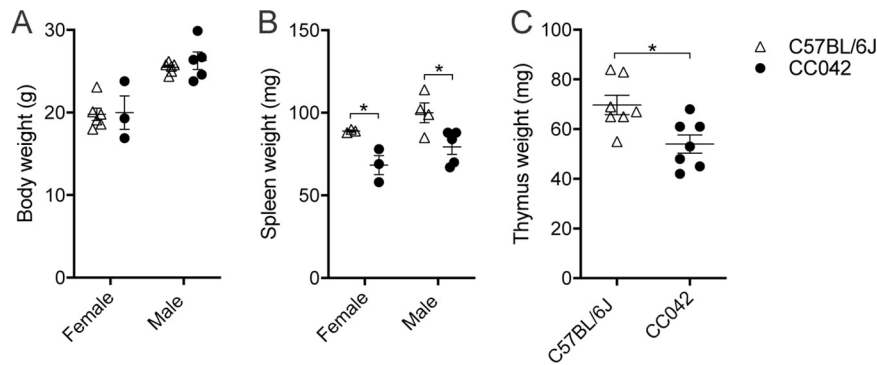 A
Body weight (g)
30
20
10
0
Female
Male
B
Spleen weight (mg)
150
100
50
0
*
*
Female
Male
C
Thymus weight (mg)
100
80
60
40
20
0
*
C57BL/6J
CC042
C57BL/6J
CC042